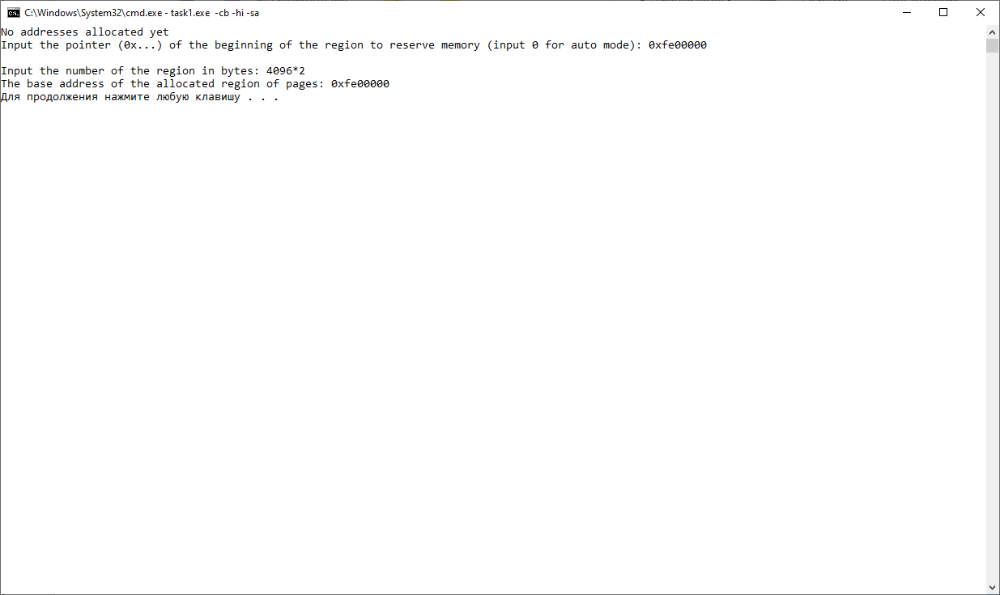 C:\Windows\System32\cmd.exe - task1.exe -cb -hi -sa
No addresses allocated yet
Input the pointer (0x...) of the beginning of the region to reserve memory (input 0 for auto mode): 0xfe00000
Input the number of the region in bytes: 4096*2
The base address of the allocated region of pages: 0xfe00000
Для продолжения нажмите любую клавишу . . .